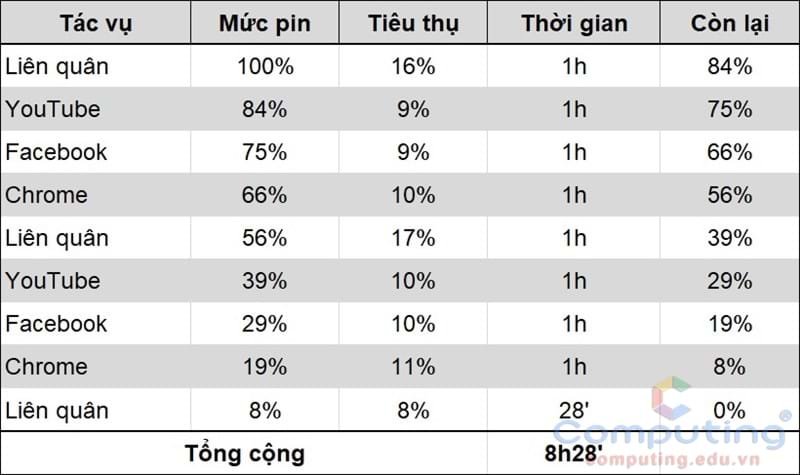 Tác vụ Mức pin Tiêu thụ Thời gian Còn lại
Liên quân 100% 16% 1h 84%
YouTube 84% 9% 1h 75%
Facebook 75% 9% 1h 66%
Chrome 66% 10% 1h 56%
Liên quân 56% 17% 1h 39%
YouTube 39% 10% 1h 29%
Facebook 29% 10% 1h 19%
Chrome 19% 11% 1h 8%
Liên quân 8% 8% 28' 0%
Tổng cộng 8h28'
Computing
computing.edu.vn